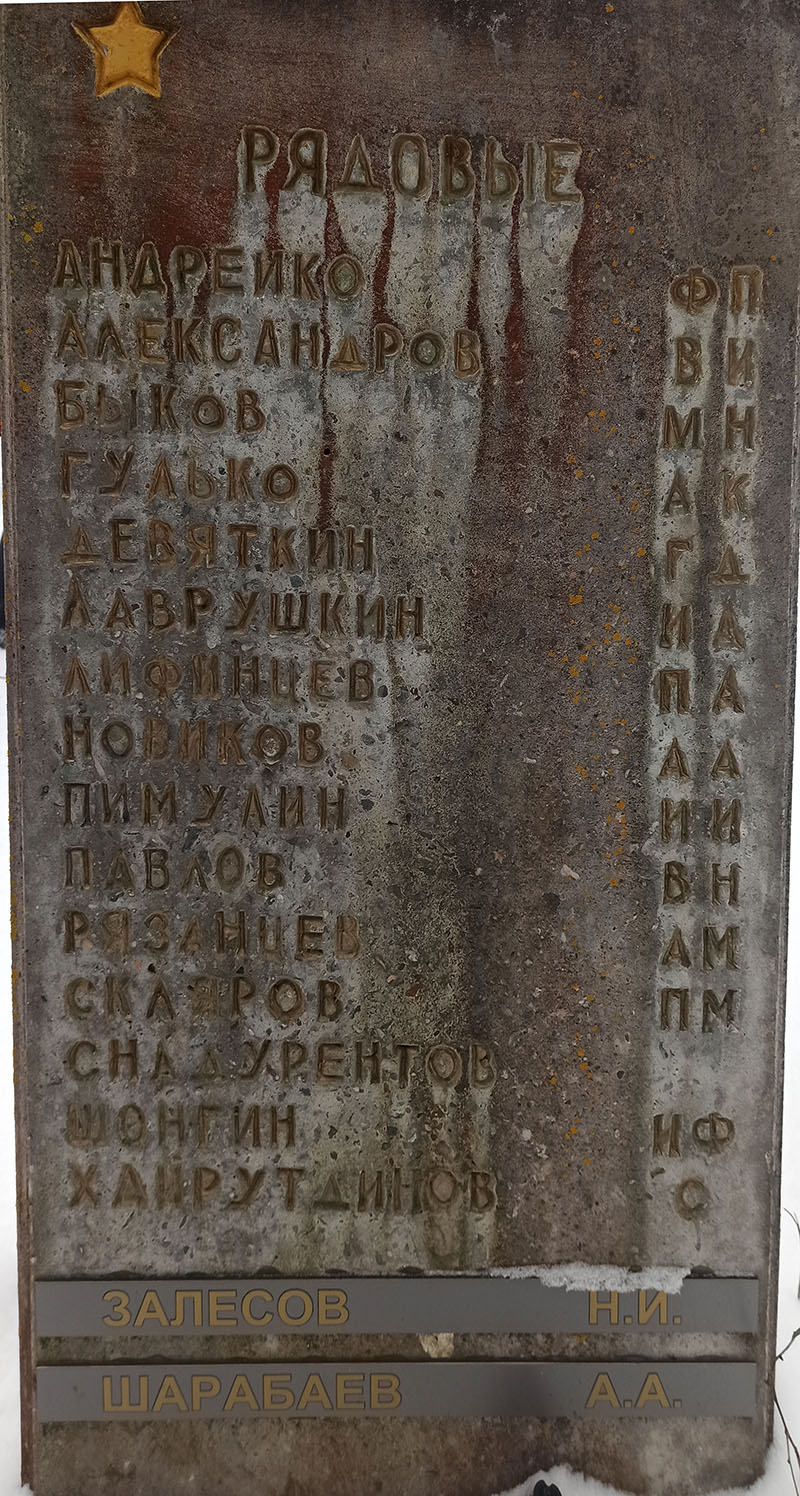 РЯДОВЫЕ
АНДРЕЙКО Ф П
АЛЕКСАНДРОВ В И
БЫКОВ М Н
ГУЛЬКО А К
ДЕВЯТКИН Г Д
ЛАВРУШКИН И Д
ЛИФИНЦЕВ П А
НОВИКОВ А А
ПИМУЛИН И И
ПАВЛОВ В Н
РЯЗАНЦЕВ А М
СКЛЯРОВ П М
СНАДУРЕНТОВ
ШОНГИН И Ф
ХАЙРУТДИНОВ С
ЗАЛЕСОВ Н.И.
ШАРАБАЕВ А.А.